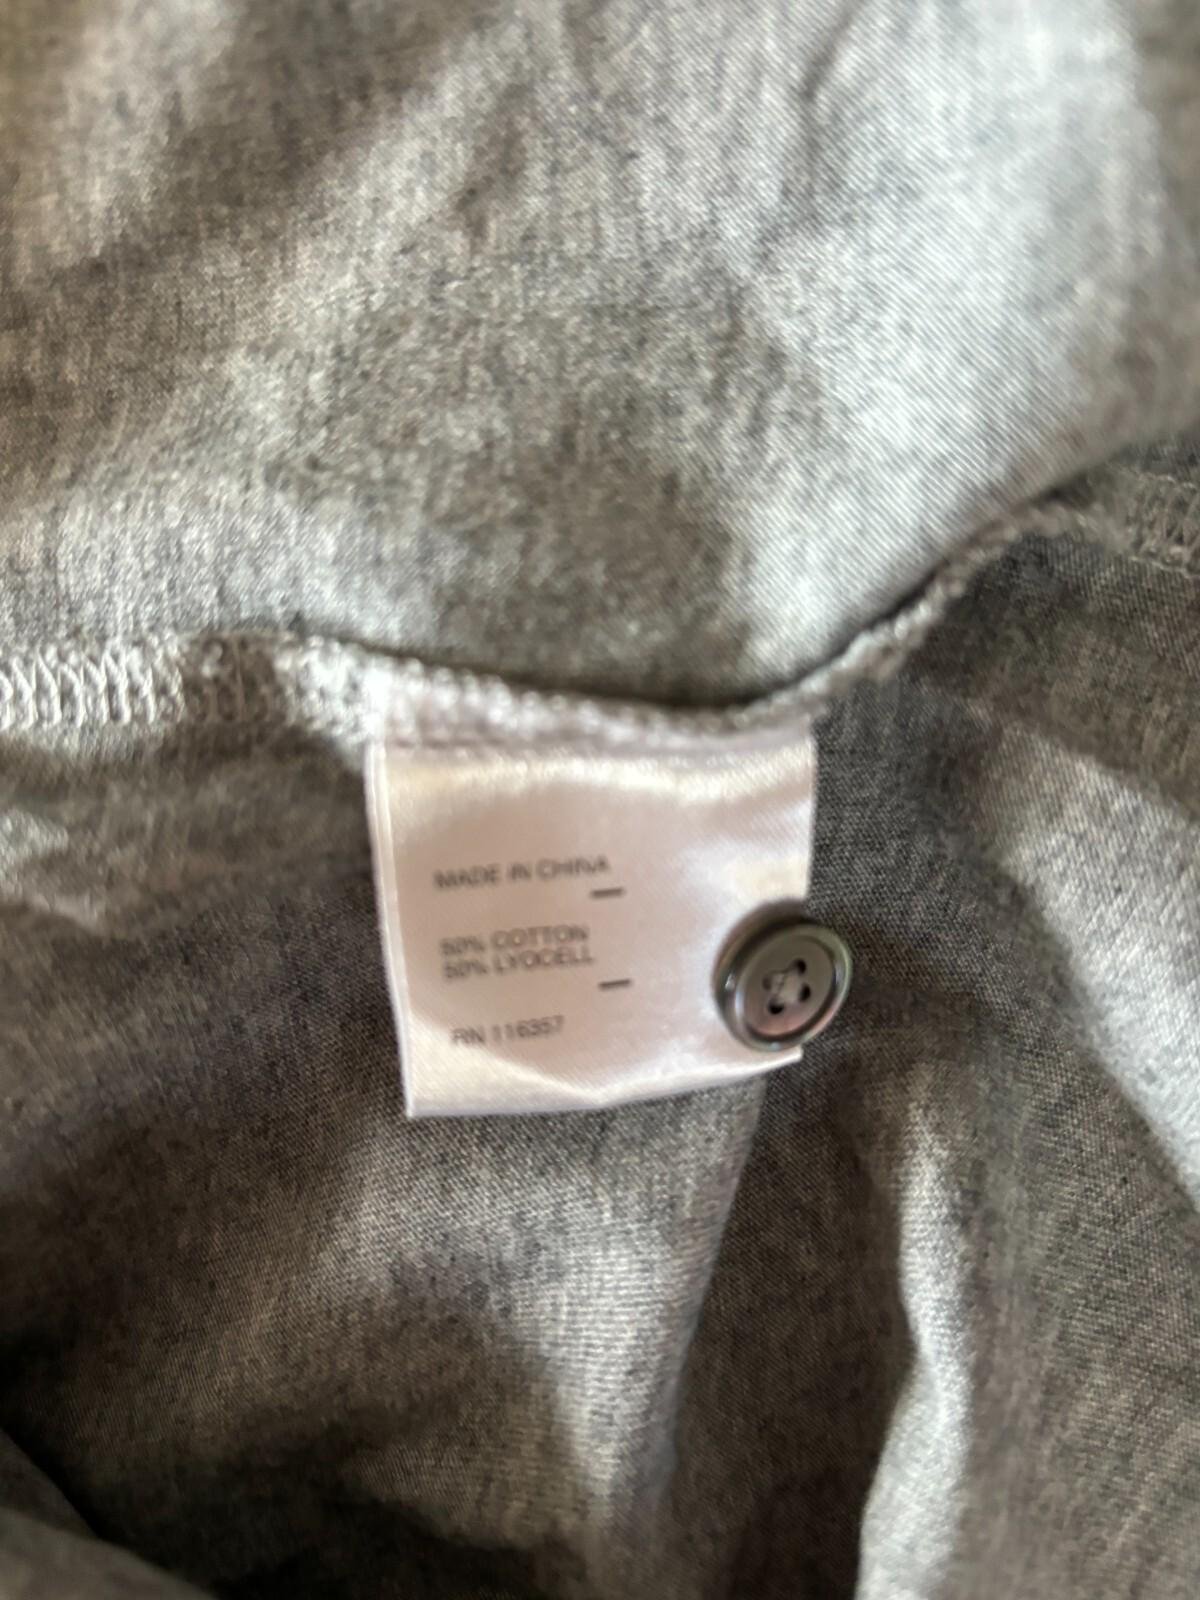 MADE IN CHINA
50% COTTON
50% LYOCELL
RN 116357